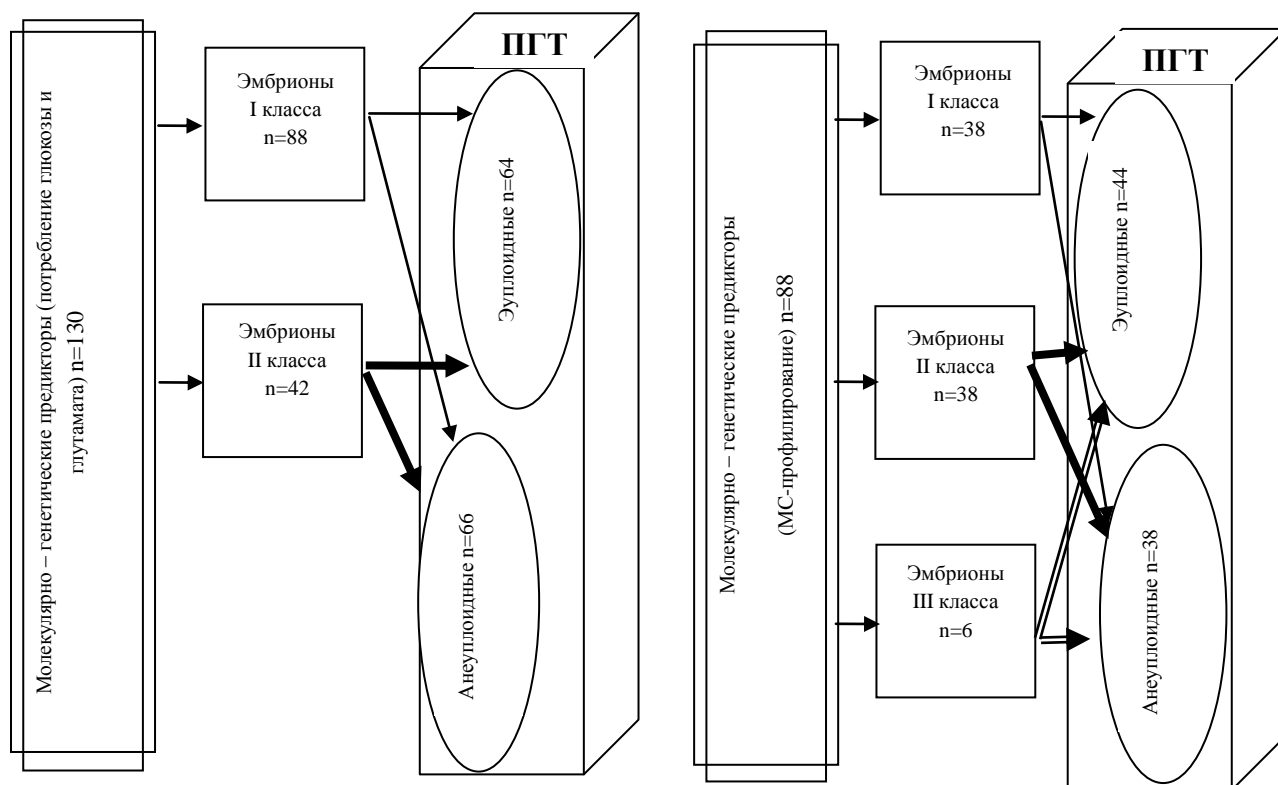 Молекулярно – генетические предикторы (потребление глюкозы и
глутамата) n=130
Эмбрионы
I класса
n=88
Эмбрионы
II класса
n=42
ПГТ
Эуплоидные n=64
Анеуплоидные n=66
Молекулярно – генетические предикторы
(МС-профилирование) n=88
Эмбрионы
I класса
n=38
Эмбрионы
II класса
n=38
Эмбрионы
III класса
n=6
ПГТ
Эуплоидные n=44
Анеуплоидные n=38